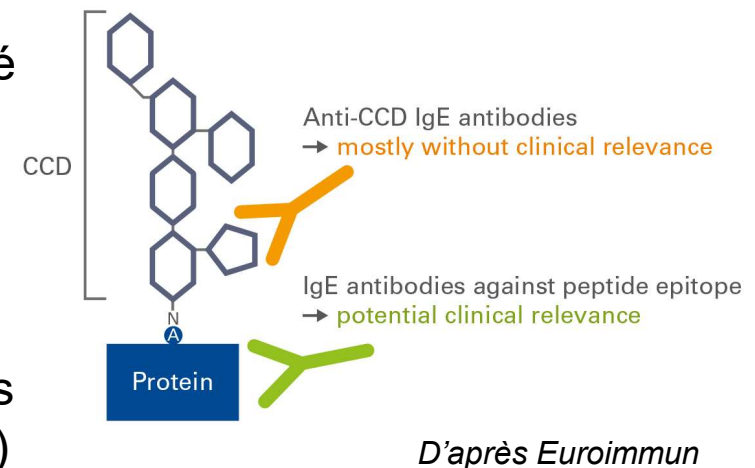 é
CCD
Anti-CCD IgE antibodies
→ mostly without clinical relevance
IgE antibodies against peptide epitope
→ potential clinical relevance
N
A
Protein
s
)
D'après Euroimmun